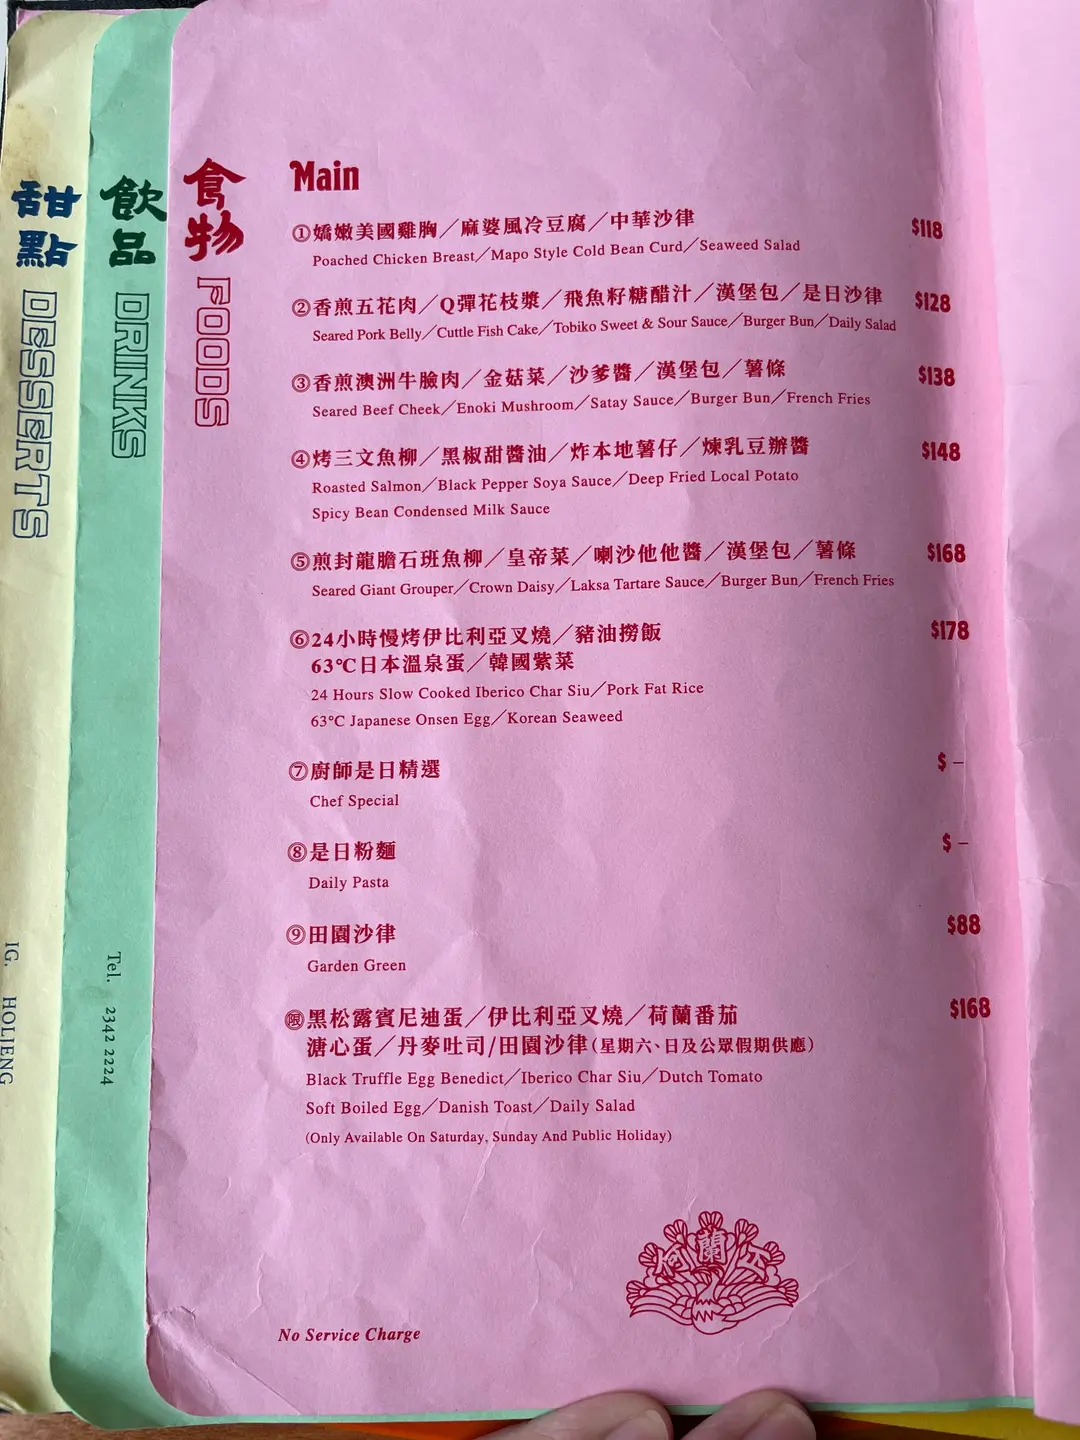 甜點
DESSERTS
IG. HOLIENG
飲品
DRINKS
Tel. 2342 2224
食物
FOODS
Main
①嬌嫩美國雞胸／麻婆風冷豆腐／中華沙律 $118
Poached Chicken Breast／Mapo Style Cold Bean Curd／Seaweed Salad
②香煎五花肉／Q彈花枝漿／飛魚籽糖醋汁／漢堡包／是日沙律 $128
Seared Pork Belly／Cuttle Fish Cake／Tobiko Sweet & Sour Sauce／Burger Bun／Daily Salad
③香煎澳洲牛臉肉／金菇菜／沙爹醬／漢堡包／薯條 $138
Seared Beef Cheek／Enoki Mushroom／Satay Sauce／Burger Bun／French Fries
④烤三文魚柳／黑椒甜醬油／炸本地薯仔／煉乳豆辦醬 $148
Roasted Salmon／Black Pepper Soya Sauce／Deep Fried Local Potato
Spicy Bean Condensed Milk Sauce
⑤煎封龍膽石班魚柳／皇帝菜／喇沙他他醬／漢堡包／薯條 $168
Seared Giant Grouper／Crown Daisy／Laksa Tartare Sauce／Burger Bun／French Fries
⑥24小時慢烤伊比利亞叉燒／豬油撈飯 $178
63℃日本溫泉蛋／韓國紫菜
24 Hours Slow Cooked Iberico Char Siu／Pork Fat Rice
63℃ Japanese Onsen Egg／Korean Seaweed
⑦廚師是日精選 $ –
Chef Special
⑧是日粉麵 $ –
Daily Pasta
⑨田園沙律 $88
Garden Green
限黑松露賓尼迪蛋／伊比利亞叉燒／荷蘭番茄 $168
溏心蛋／丹麥吐司/田園沙律(星期六、日及公眾假期供應)
Black Truffle Egg Benedict／Iberico Char Siu／Dutch Tomato
Soft Boiled Egg／Danish Toast／Daily Salad
(Only Available On Saturday, Sunday And Public Holiday)
何蘭正
No Service Charge